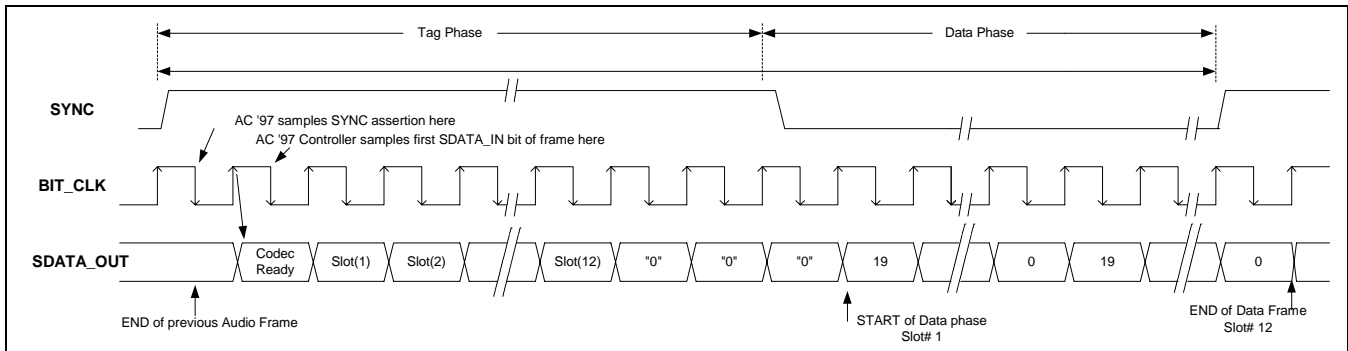 Tag Phase
Data Phase
SYNC
AC '97 samples SYNC assertion here
AC '97 Controller samples first SDATA_IN bit of frame here
BIT_CLK
SDATA_OUT
Codec
Ready
Slot(1)
Slot(2)
Slot(12)
"0"
"0"
"0"
19
0
19
0
END of previous Audio Frame
START of Data phase
Slot# 1
END of Data Frame
Slot# 12